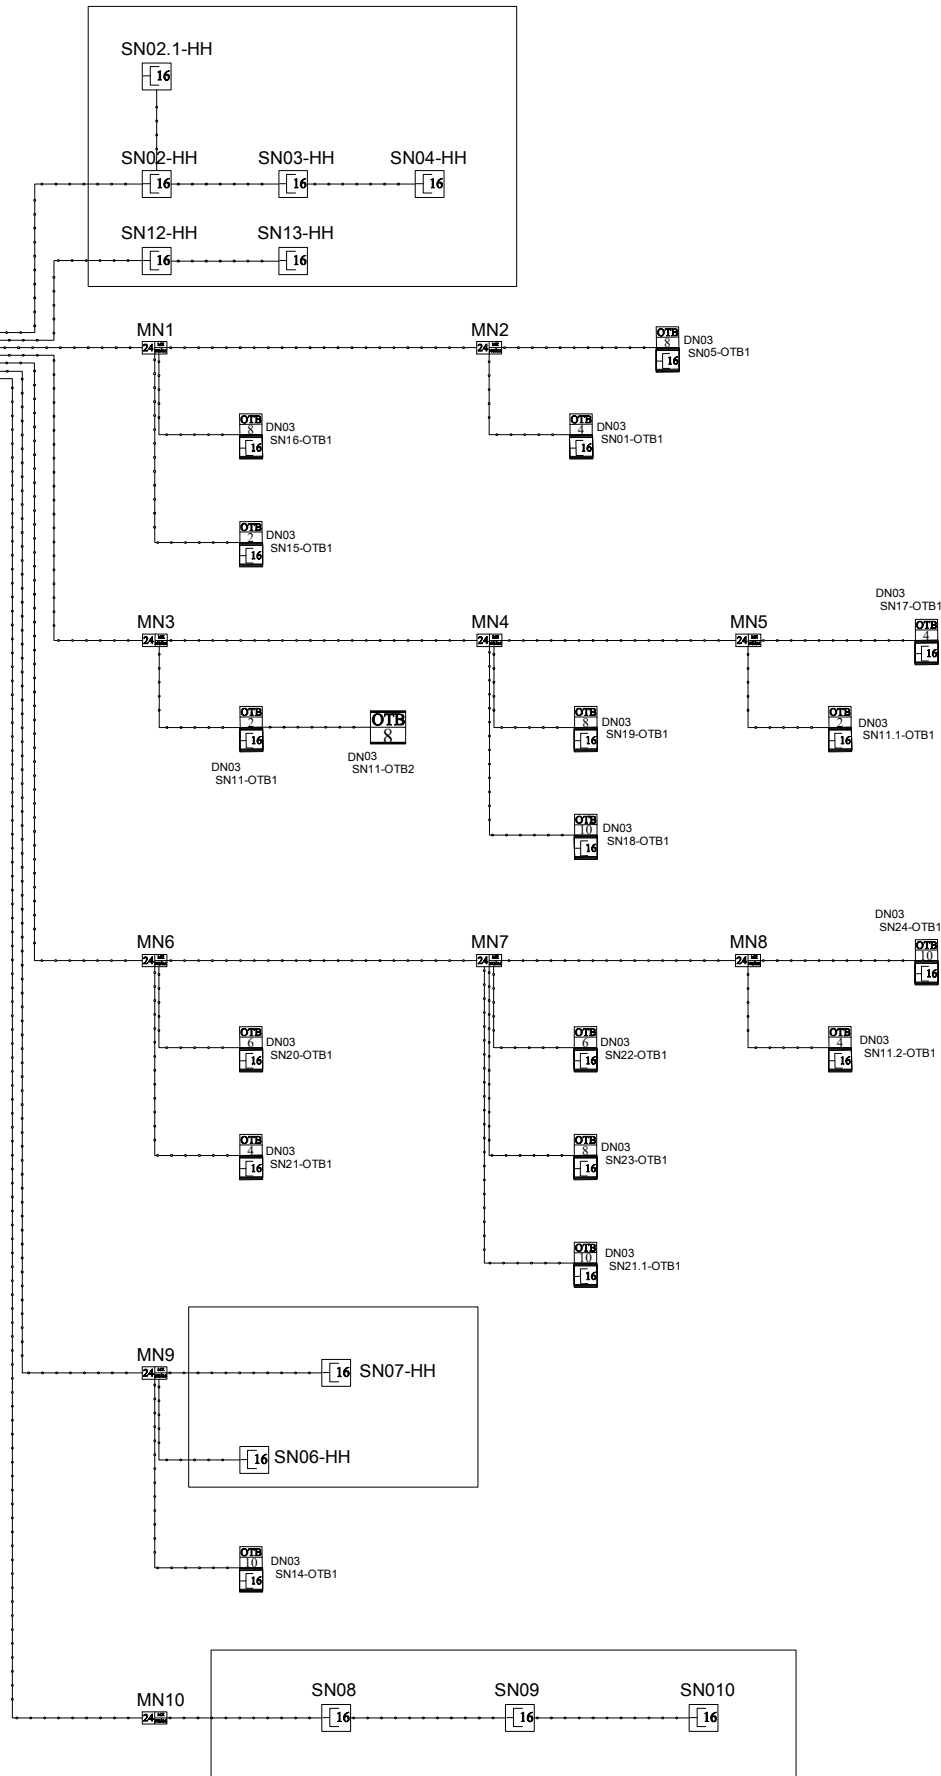 SN02.1-HH
16
SN02-HH
SN03-HH
SN04-HH
16
16
16
SN12-HH
SN13-HH
16
16
MN1
24
MN2
24
OTB
8
DN03
SN05-OTB1
16
OTB
8
DN03
SN16-OTB1
16
OTB
4
DN03
SN01-OTB1
16
OTB
2
DN03
SN15-OTB1
16
MN3
24
MN4
24
MN5
24
DN03
SN17-OTB1
OTB
4
16
OTB
2
16
DN03
SN11-OTB1
OTB
8
DN03
SN11-OTB2
OTB
8
DN03
SN19-OTB1
16
OTB
2
DN03
SN11.1-OTB1
16
OTB
10
DN03
SN18-OTB1
16
MN6
24
MN7
24
MN8
24
DN03
SN24-OTB1
OTB
10
16
OTB
6
DN03
SN20-OTB1
16
OTB
6
DN03
SN22-OTB1
16
OTB
4
DN03
SN11.2-OTB1
16
OTB
4
DN03
SN21-OTB1
16
OTB
8
DN03
SN23-OTB1
16
OTB
10
DN03
SN21.1-OTB1
16
MN9
24
16
SN07-HH
16
SN06-HH
OTB
10
DN03
SN14-OTB1
16
MN10
24
SN08
16
SN09
16
SN010
16